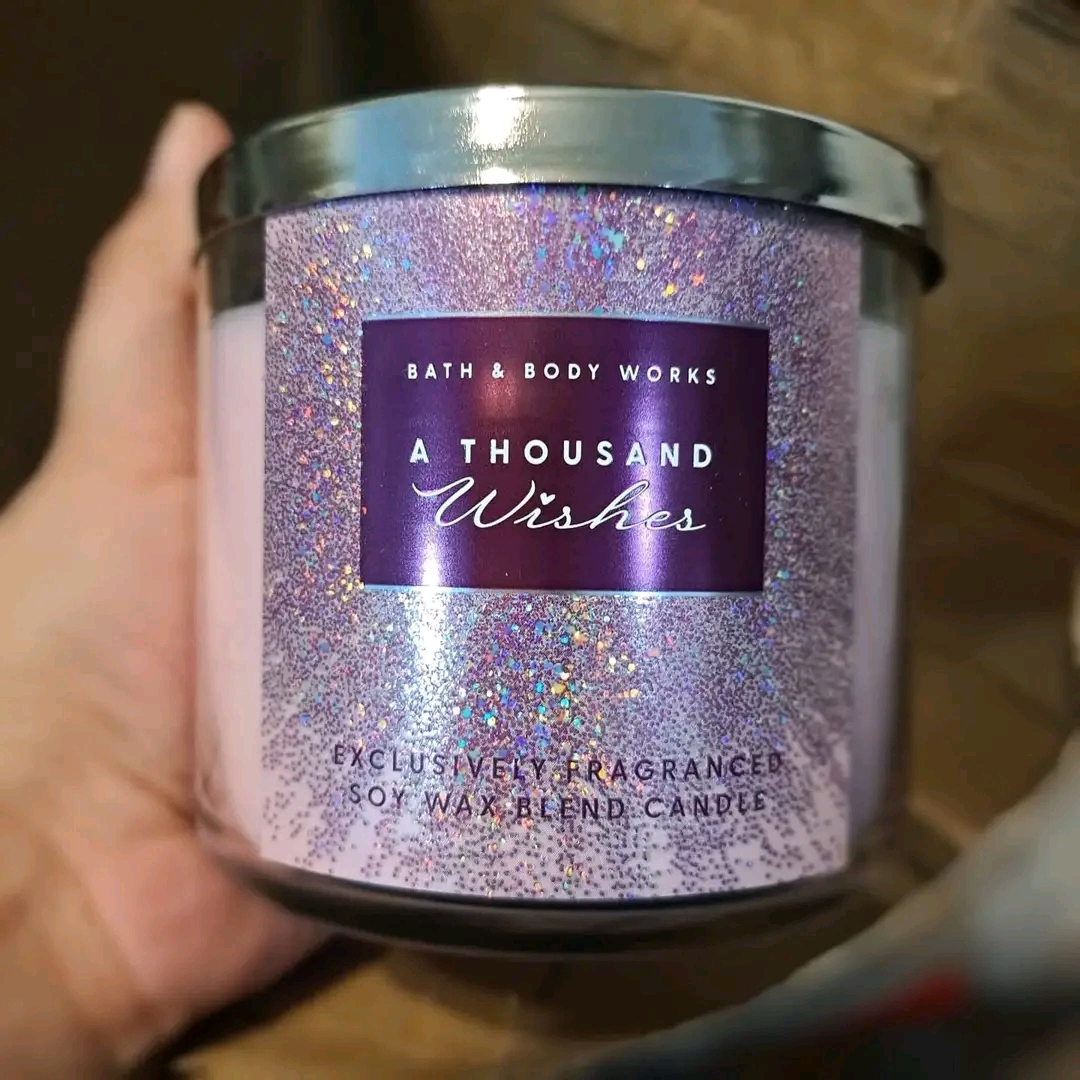 BATH & BODY WORKS
A THOUSAND
Wishes
EXCLUSIVELY FRAGRANCED
SOY WAX BLEND CANDLE